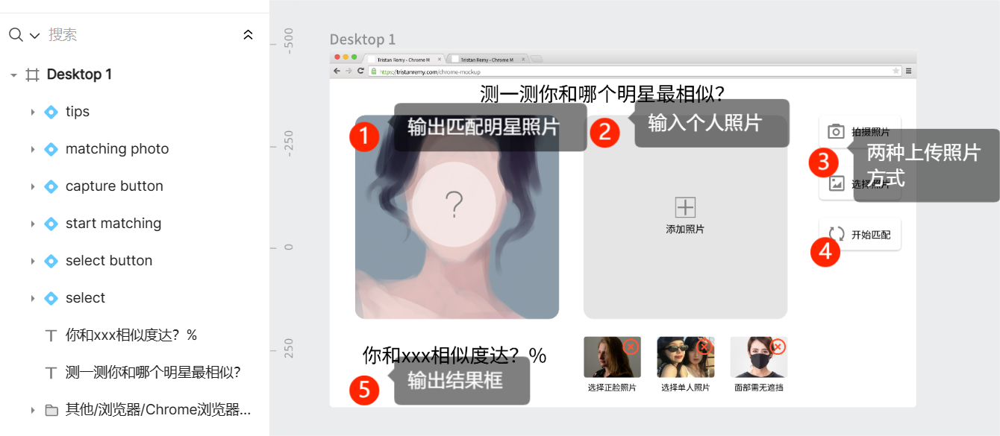 搜索
Desktop 1
tips
matching photo
capture button
start matching
select button
select
你和xxx相似度达？%
测一测你和哪个明星最相似？
其他/浏览器/Chrome浏览器...
-500
-250
0
250
Desktop 1
Tristan Remy - Chrome M
Tristan Remy - Chrome M
https://tristanremy.com/chrome-mockup
测一测你和哪个明星最相似？
1
输出匹配明星照片
2
输入个人照片
拍摄照片
3
两种上传照片
方式
选择照片
?
添加照片
开始匹配
4
你和xxx相似度达？%
5
输出结果框
选择正脸照片
选择单人照片
面部需无遮挡